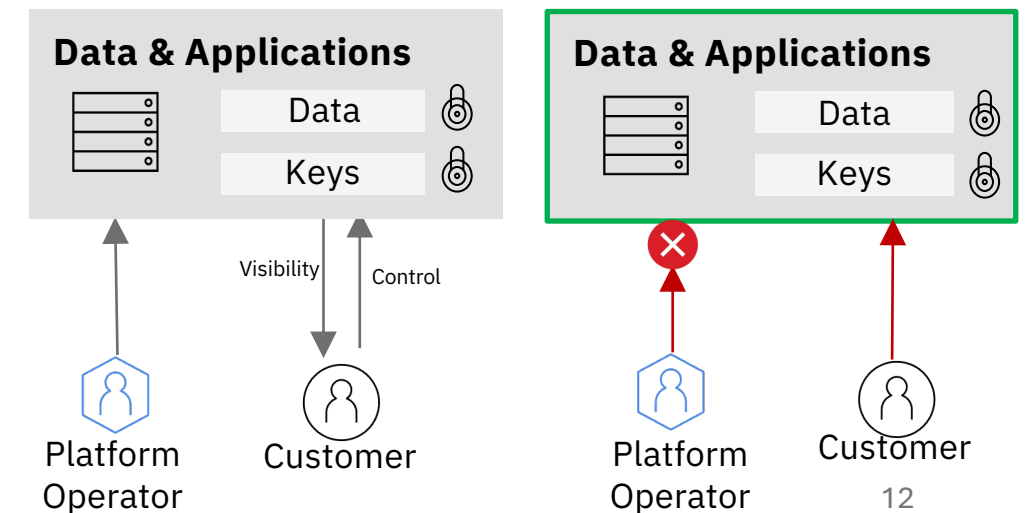 Data & Applications
Data
Keys
Visibility
Control
Platform
Operator
Customer
Data & Applications
Data
Keys
Platform
Operator
Customer
12